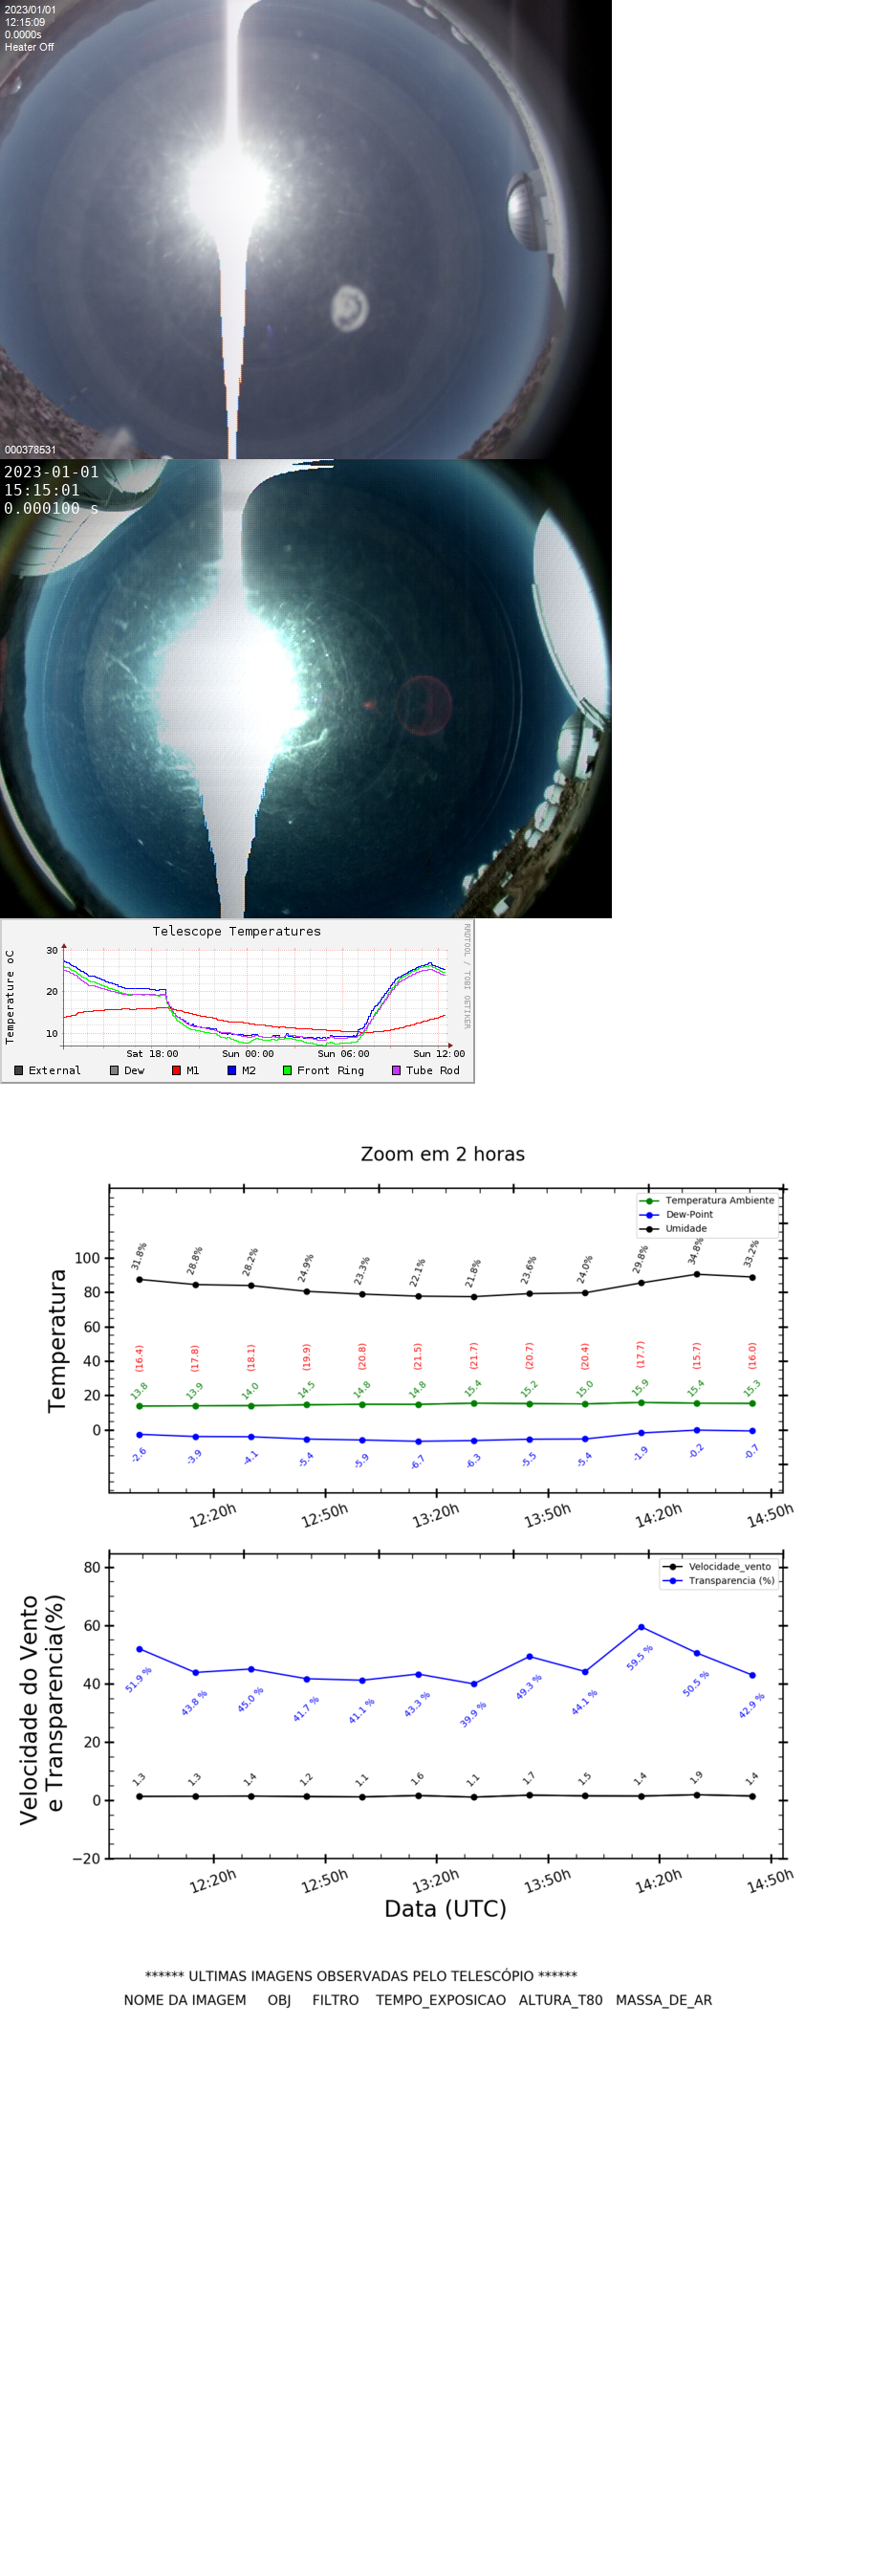 2023/01/01
12:15:09
0.0000s
Heater Off
000378531
2023-01-01
15:15:01
0.000100 s
Telescope Temperatures
RRDTOOL / TOBI OETIKER
Temperature oC
30
20
10
Sat 18:00 Sun 00:00 Sun 06:00 Sun 12:00
External Dew M1 M2 Front Ring Tube Rod
Zoom em 2 horas
Temperatura Ambiente
Dew-Point
Umidade
Temperatura
100
80
60
40
20
0
31.8% 28.8% 28.2% 24.9% 23.3% 22.1% 21.8% 23.6% 24.0% 29.8% 34.8% 33.2%
(16.4) (17.8) (18.1) (19.9) (20.8) (21.5) (21.7) (20.7) (20.4) (17.7) (15.7) (16.0)
13.8 13.9 14.0 14.5 14.8 14.8 15.4 15.2 15.0 15.9 15.4 15.3
-2.6 -3.9 -4.1 -5.4 -5.9 -6.7 -6.3 -5.5 -5.4 -1.9 -0.2 -0.7
12:20h 12:50h 13:20h 13:50h 14:20h 14:50h
Velocidade_vento
Transparencia (%)
Velocidade do Vento
e Transparencia(%)
80
60
40
20
0
−20
51.9 % 43.8 % 45.0 % 41.7 % 41.1 % 43.3 % 39.9 % 49.3 % 44.1 % 59.5 % 50.5 % 42.9 %
1.3 1.3 1.4 1.2 1.1 1.6 1.1 1.7 1.5 1.4 1.9 1.4
12:20h 12:50h 13:20h 13:50h 14:20h 14:50h
Data (UTC)
****** ULTIMAS IMAGENS OBSERVADAS PELO TELESCÓPIO ******
NOME DA IMAGEM OBJ FILTRO TEMPO_EXPOSICAO ALTURA_T80 MASSA_DE_AR